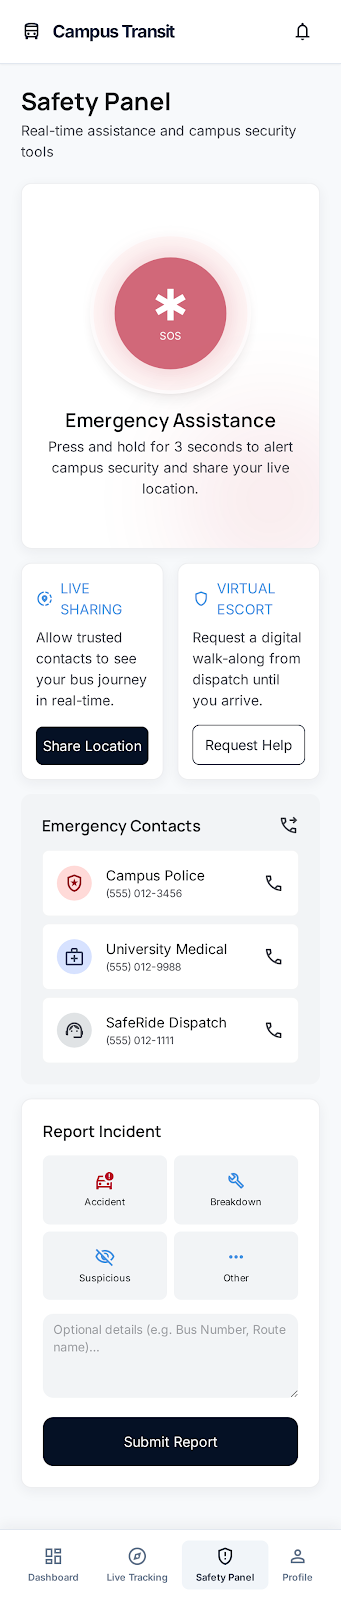 Campus Transit
Safety Panel
Real-time assistance and campus security
tools
SOS
Emergency Assistance
Press and hold for 3 seconds to alert
campus security and share your live
location.
LIVE
SHARING
Allow trusted
contacts to see
your bus journey
in real-time.
Share Location
VIRTUAL
ESCORT
Request a digital
walk-along from
dispatch until
you arrive.
Request Help
Emergency Contacts
Campus Police
(555) 012-3456
University Medical
(555) 012-9988
SafeRide Dispatch
(555) 012-1111
Report Incident
Accident
Breakdown
Suspicious
Other
Optional details (e.g. Bus Number, Route
name)...
Submit Report
Dashboard
Live Tracking
Safety Panel
Profile